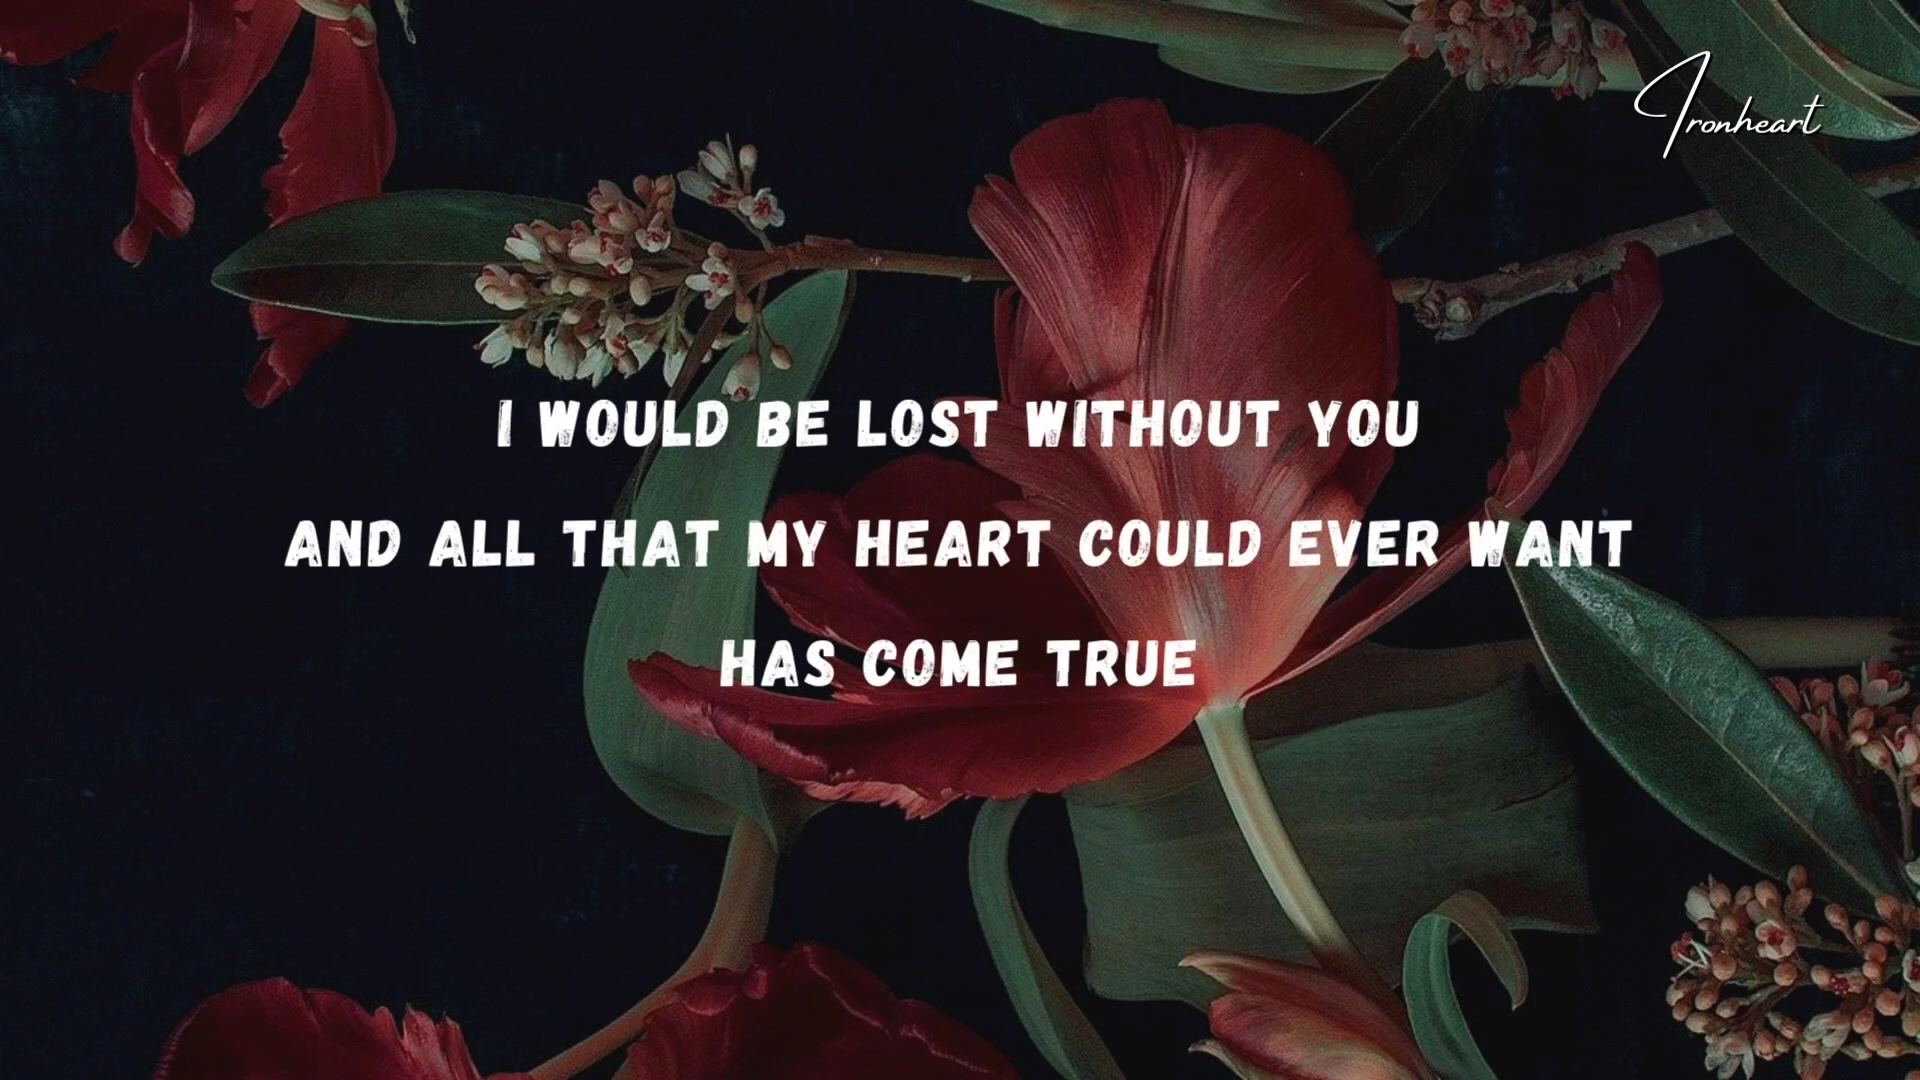 Ironheart
I WOULD BE LOST WITHOUT YOU
AND ALL THAT MY HEART COULD EVER WANT
HAS COME TRUE